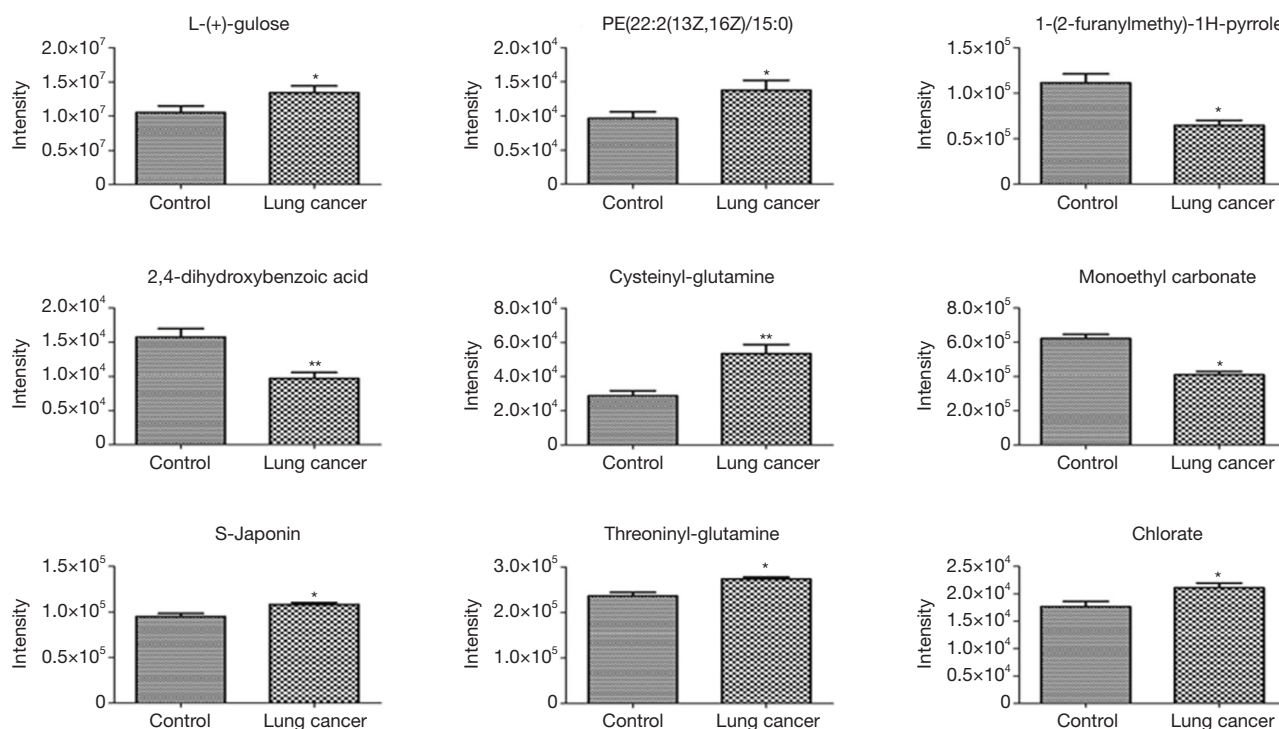 L-(+)-gulose
2.0×10⁷
1.5×10⁷
1.0×10⁷
0.5×10⁷
0
Intensity
*
Control Lung cancer
PE(22:2(13Z,16Z)/15:0)
2.0×10⁴
1.5×10⁴
1.0×10⁴
0.5×10⁴
0
Intensity
*
Control Lung cancer
1-(2-furanylmethy)-1H-pyrrole
1.5×10⁵
1.0×10⁵
0.5×10⁵
0
Intensity
*
Control Lung cancer
2,4-dihydroxybenzoic acid
2.0×10⁴
1.5×10⁴
1.0×10⁴
0.5×10⁴
0
Intensity
**
Control Lung cancer
Cysteinyl-glutamine
8.0×10⁴
6.0×10⁴
4.0×10⁴
2.0×10⁴
0
Intensity
**
Control Lung cancer
Monoethyl carbonate
8.0×10⁵
6.0×10⁵
4.0×10⁵
2.0×10⁵
0
Intensity
*
Control Lung cancer
S-Japonin
1.5×10⁵
1.0×10⁵
0.5×10⁵
0
Intensity
*
Control Lung cancer
Threoninyl-glutamine
3.0×10⁵
2.0×10⁵
1.0×10⁵
0
Intensity
*
Control Lung cancer
Chlorate
2.5×10⁴
2.0×10⁴
1.5×10⁴
1.0×10⁴
0.5×10⁴
0
Intensity
*
Control Lung cancer